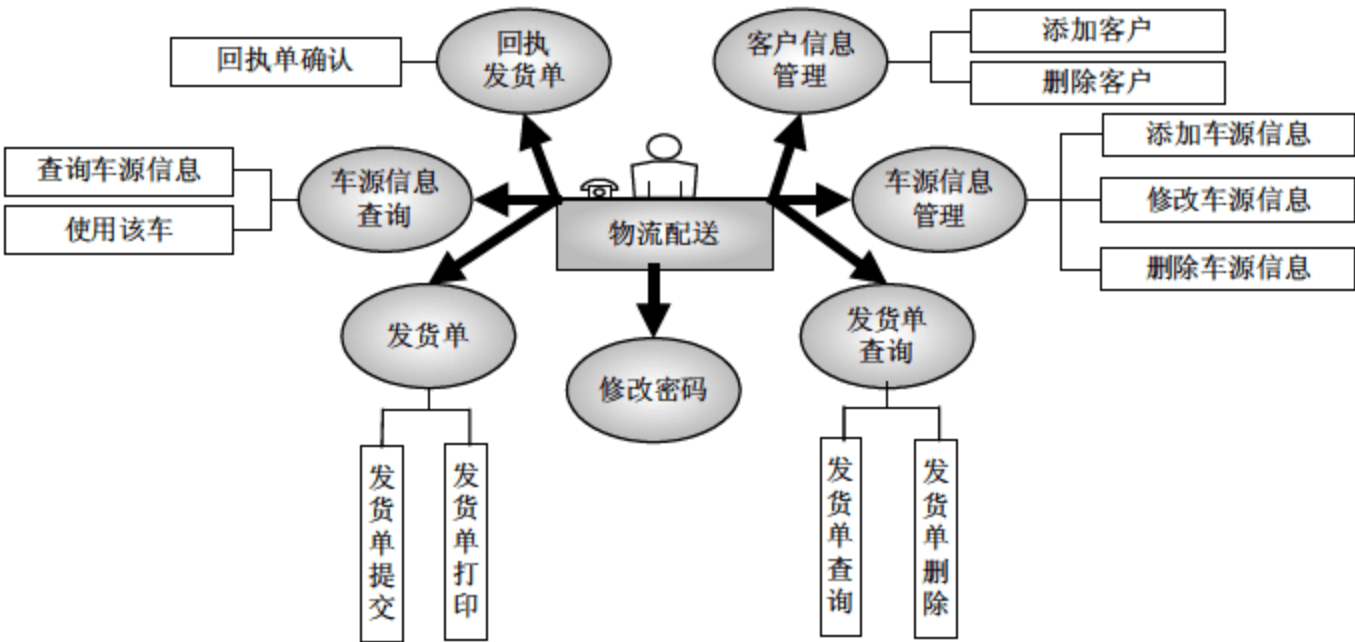 回执单确认
回执
发货单
客户信息
管理
添加客户
删除客户
查询车源信息
使用该车
车源信息
查询
物流配送
车源信息
管理
添加车源信息
修改车源信息
删除车源信息
发货单
修改密码
发货单
查询
发货单提交
发货单打印
发货单查询
发货单删除